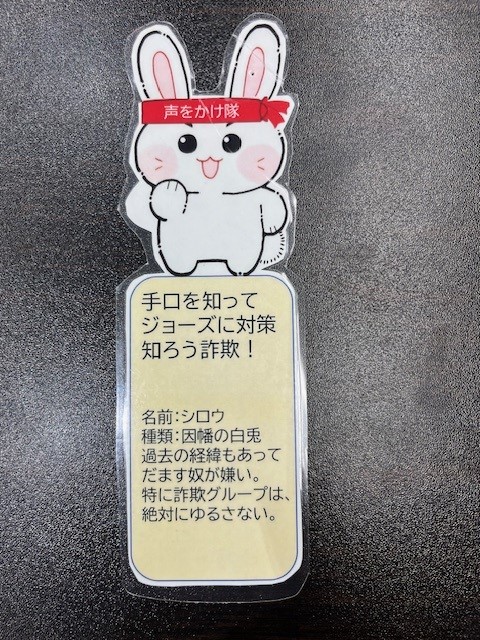 声をかけ隊
手口を知って
ジョーズに対策
知ろう詐欺！
名前：シロウ
種類：因幡の白兎
過去の経緯もあって
だます奴が嫌い。
特に詐欺グループは、
絶対にゆるさない。